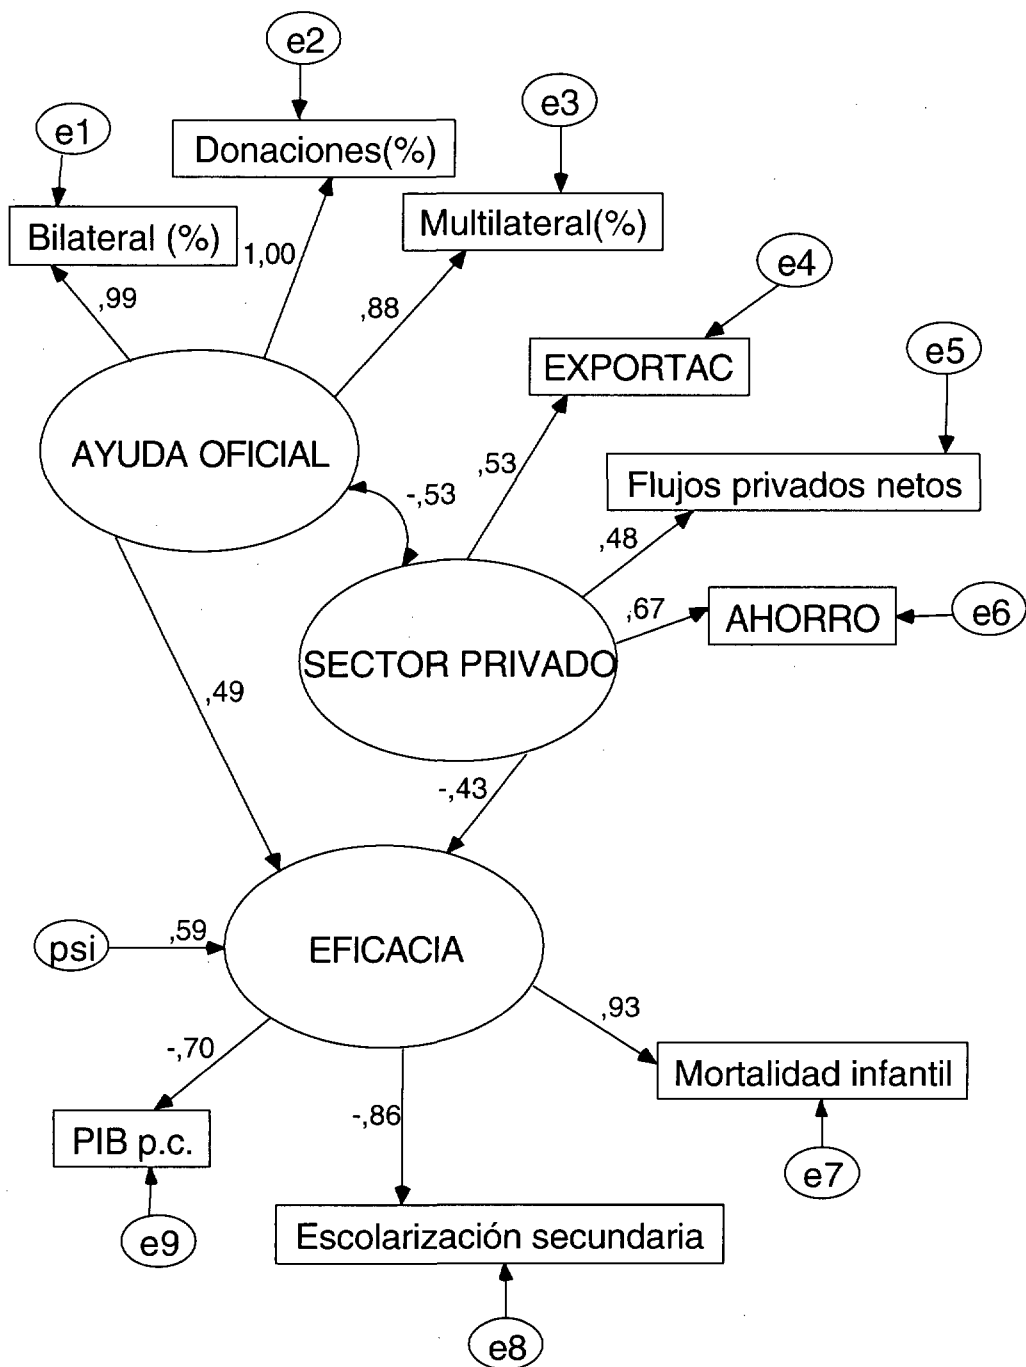 e2
e3
e1
Donaciones(%)
Multilateral(%)
Bilateral (%)
1,00
e4
,99
,88
e5
EXPORTAC
AYUDA OFICIAL
,53
-,53
Flujos privados netos
,48
,67
AHORRO
e6
SECTOR PRIVADO
,49
-,43
,59
psi
EFICACIA
,93
-,70
Mortalidad infantil
-,86
PIB p.c.
e7
Escolarización secundaria
e9
e8